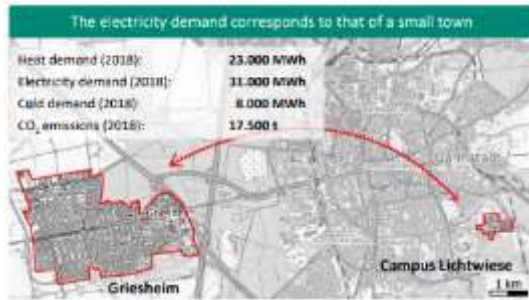 The electricity demand corresponds to that of a small town
Heat demand (2018): 23.000 MWh
Electricity demand (2018): 31.000 MWh
Cold demand (2018) 8.000 MWh
CO₂ emissions (2018): 17.500 t
Griesheim
Campus Lichtwiese
1 km